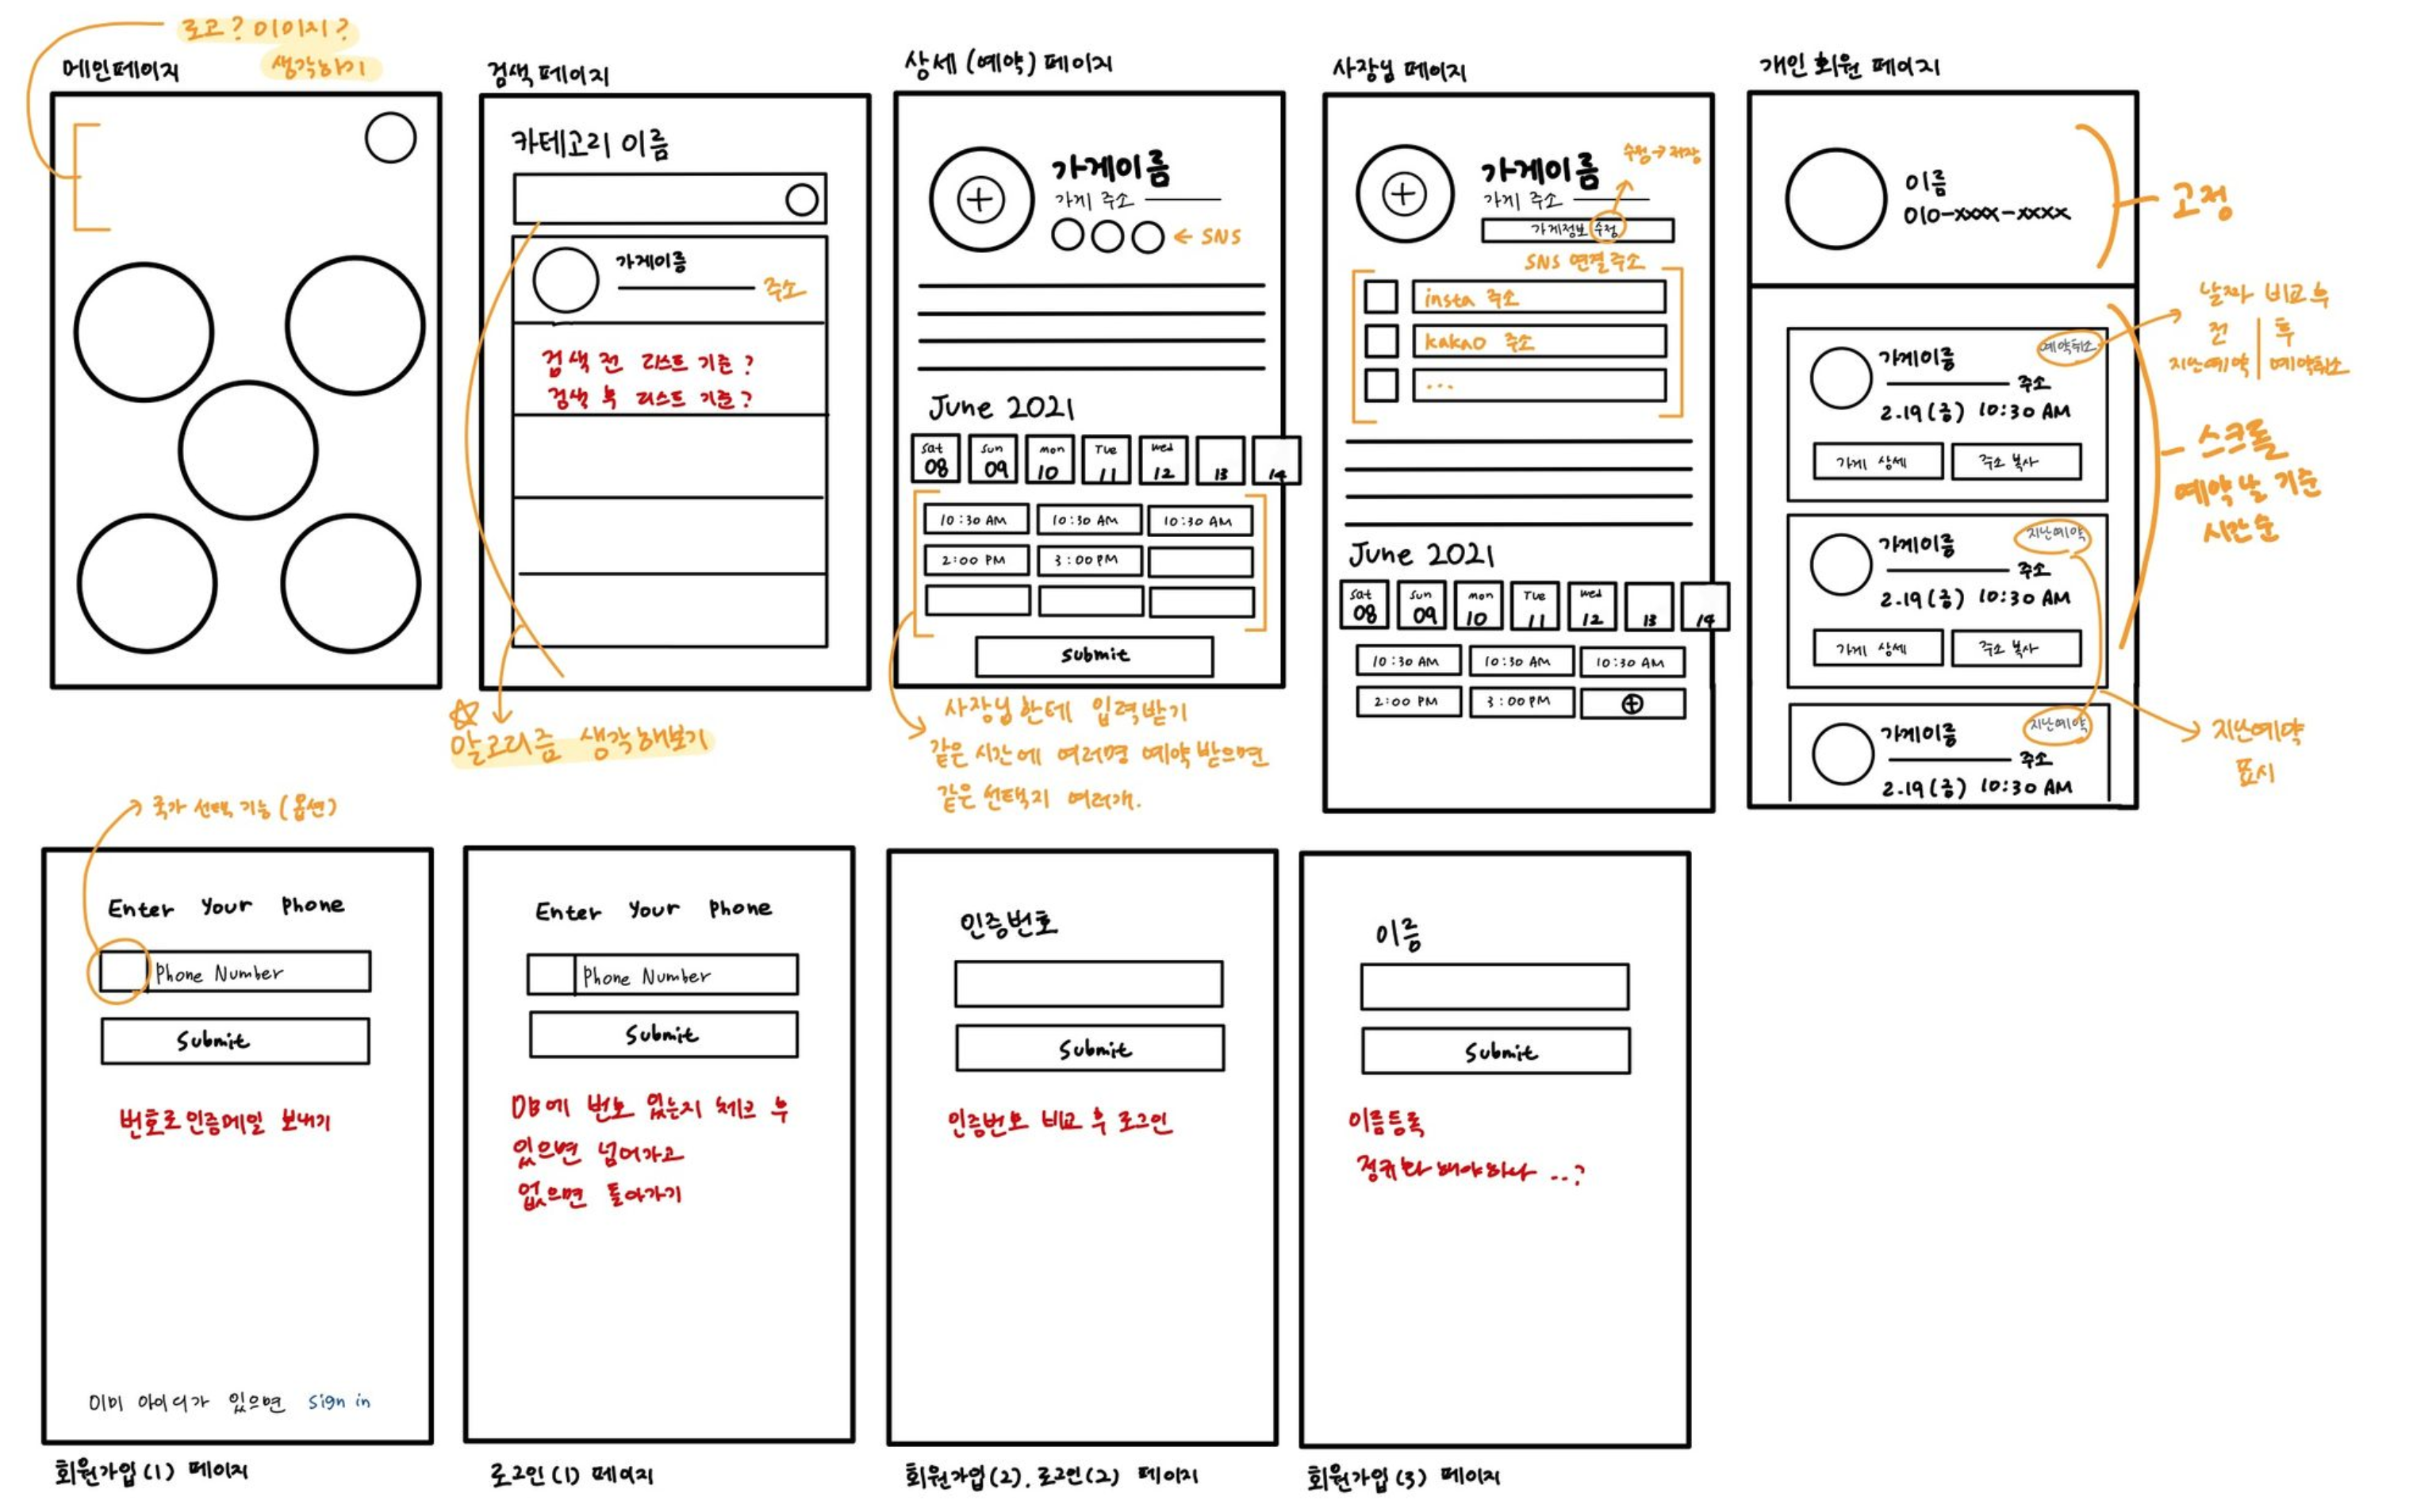 로고? 이미지?
생각하기
메인페이지
검색 페이지
카테고리 이름
가게이름
주소
검색 전 리스트 기준?
검색 후 리스트 기준?
알고리즘 생각해보기
상세 (예약) 페이지
가게이름
가게 주소
← SNS
June 2021
Sat 08
Sun 09
mon 10
Tue 11
Wed 12
13
14
10:30 AM
10:30 AM
10:30 AM
2:00 PM
3:00 PM
Submit
사장님한테 입력받기
같은 시간에 여러명 예약 받으면
같은 선택지 여러개.
사장님 페이지
수정→저장
가게이름
가게 주소
가게정보 수정
SNS 연결주소
insta 주소
kakao 주소
...
June 2021
Sat 08
Sun 09
mon 10
Tue 11
Wed 12
13
14
10:30 AM
10:30 AM
10:30 AM
2:00 PM
3:00 PM
개인 회원 페이지
이름
010-xxxx-xxxx
고정
날짜 비교 후
전 | 후
지난예약 | 예약취소
가게이름
예약취소
주소
2.19(금) 10:30 AM
가게 상세
주소 복사
스크롤
예약 날 기준
시간순
가게이름
지난예약
주소
2.19(금) 10:30 AM
가게 상세
주소 복사
가게이름
지난예약
주소
2.19(금) 10:30 AM
지난예약
표시
국가 선택 기능 (옵션)
Enter Your Phone
Phone Number
Submit
번호로 인증메일 보내기
이미 아이디가 있으면 sign in
회원가입(1) 페이지
Enter Your Phone
Phone Number
Submit
DB에 번호 있는지 체크 후
있으면 넘어가고
없으면 돌아가기
로그인(1) 페이지
인증번호
Submit
인증번호 비교 후 로그인
회원가입(2). 로그인(2) 페이지
이름
Submit
이름등록
정규화 해야하나 ..?
회원가입(3) 페이지